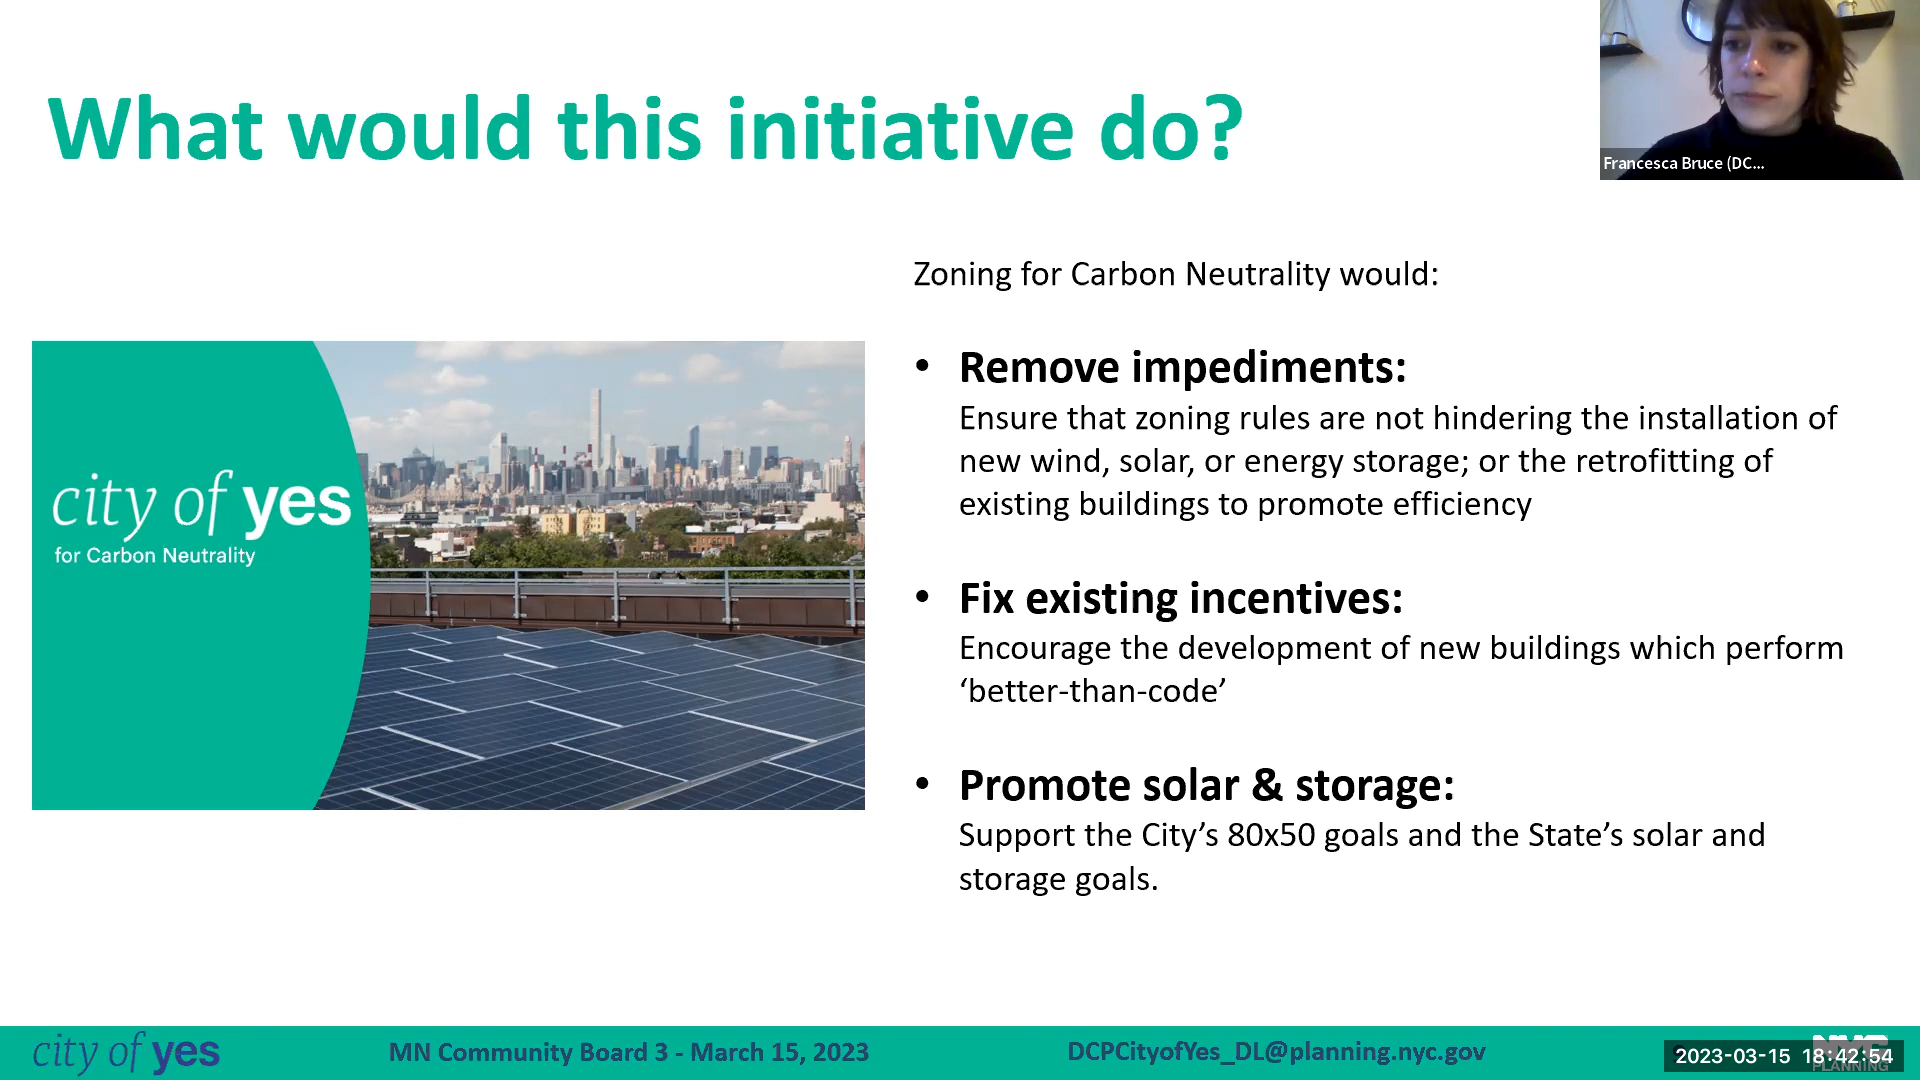 What would this initiative do?
Francesca Bruce (DC...
Zoning for Carbon Neutrality would:
• Remove impediments:
Ensure that zoning rules are not hindering the installation of
new wind, solar, or energy storage; or the retrofitting of
existing buildings to promote efficiency
• Fix existing incentives:
Encourage the development of new buildings which perform
‘better-than-code’
• Promote solar & storage:
Support the City’s 80x50 goals and the State’s solar and
storage goals.
city of yes
for Carbon Neutrality
city of yes
MN Community Board 3 - March 15, 2023
DCPCityofYes_DL@planning.nyc.gov
NYC
PLANNING
2023-03-15 18:42:54